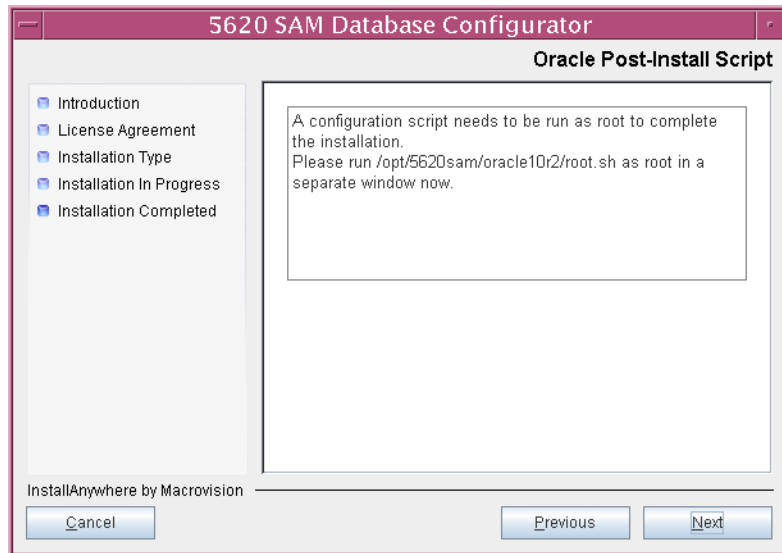 5620 SAM Database Configurator
Oracle Post-Install Script
Introduction
License Agreement
Installation Type
Installation In Progress
Installation Completed
A configuration script needs to be run as root to complete
the installation.
Please run /opt/5620sam/oracle10r2/root.sh as root in a
separate window now.
InstallAnywhere by Macrovision
Cancel
Previous
Next